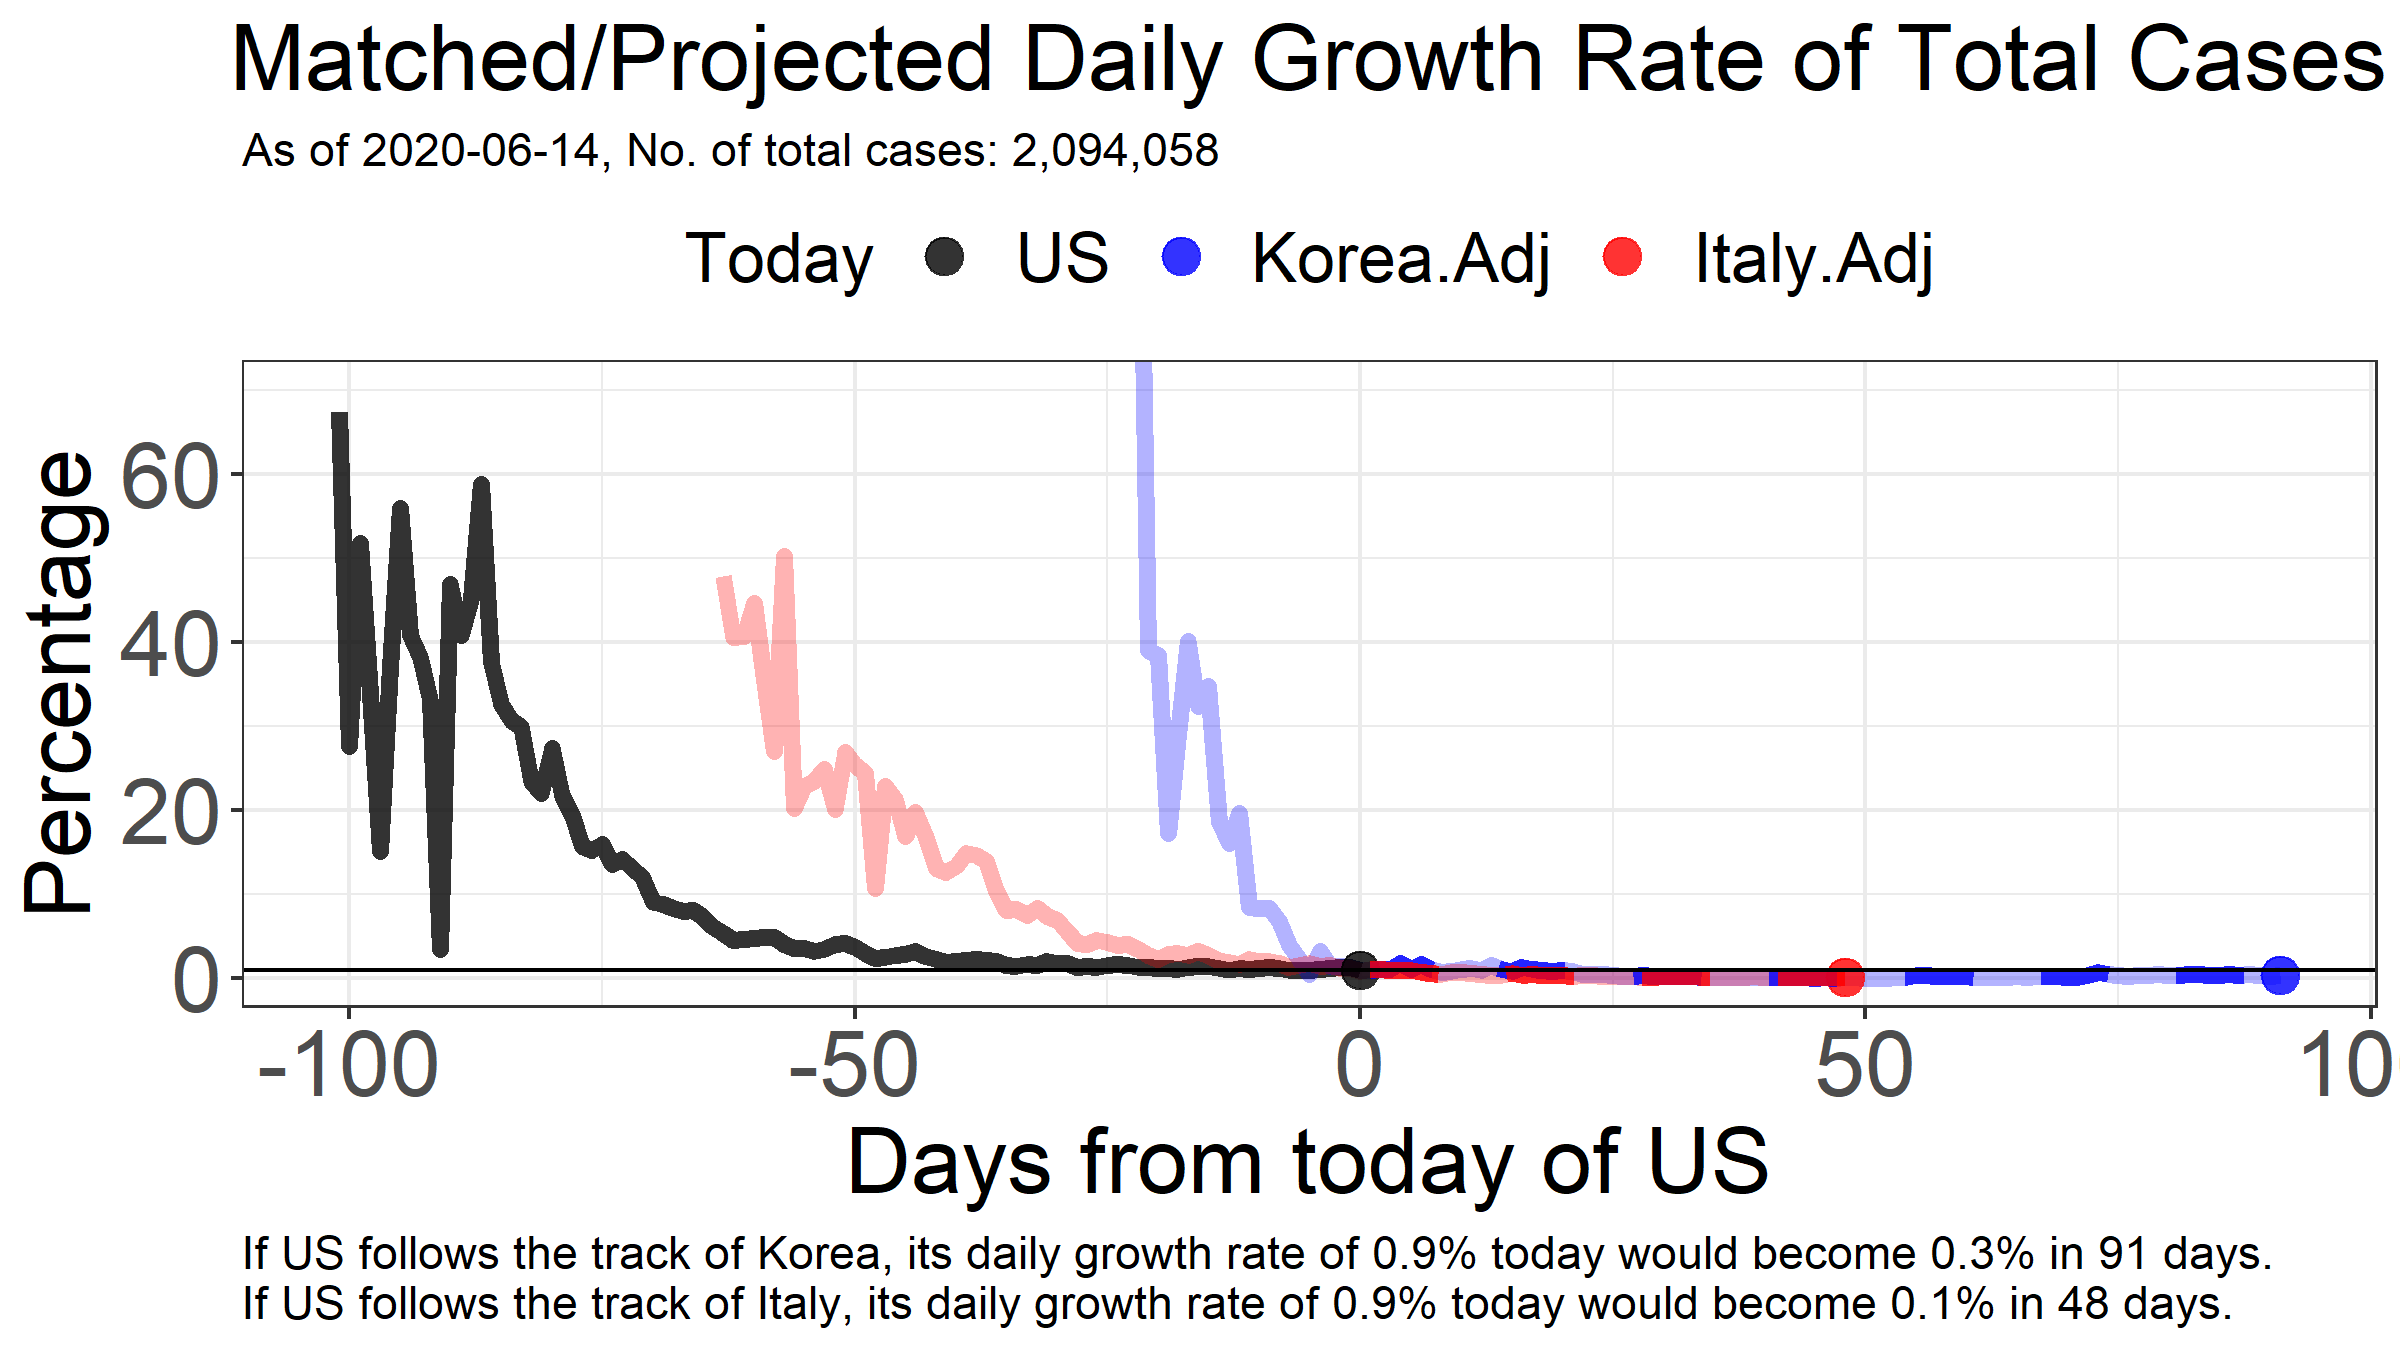 Matched/Projected Daily Growth Rate of Total Cases
As of 2020-06-14, No. of total cases: 2,094,058
Today US Korea.Adj Italy.Adj
Percentage
60
40
20
0
-100 -50 0 50 10
Days from today of US
If US follows the track of Korea, its daily growth rate of 0.9% today would become 0.3% in 91 days.
If US follows the track of Italy, its daily growth rate of 0.9% today would become 0.1% in 48 days.